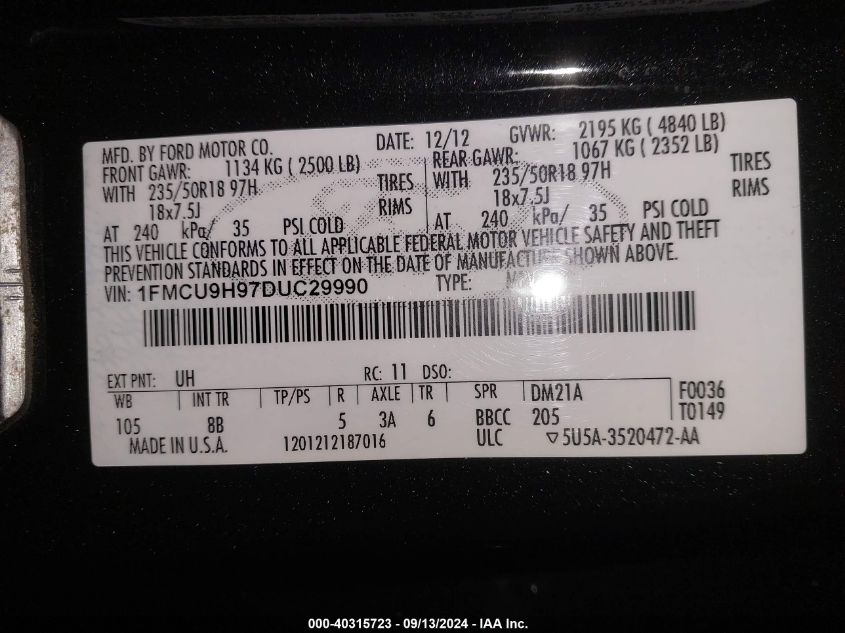 MFD. BY FORD MOTOR CO. DATE: 12/12 GVWR: 2195 KG ( 4840 LB)
FRONT GAWR: 1134 KG ( 2500 LB) REAR GAWR: 1067 KG ( 2352 LB)
WITH 235/50R18 97H TIRES WITH 235/50R18 97H TIRES
18x7.5J RIMS 18x7.5J RIMS
AT 240 kPa/ 35 PSI COLD AT 240 kPa/ 35 PSI COLD
THIS VEHICLE CONFORMS TO ALL APPLICABLE FEDERAL MOTOR VEHICLE SAFETY AND THEFT
PREVENTION STANDARDS IN EFFECT ON THE DATE OF MANUFACTURE SHOWN ABOVE.
VIN: 1FMCU9H97DUC29990 TYPE:
EXT PNT: UH RC: 11 DSO:
WB INT TR TP/PS R AXLE TR SPR DM21A F0036
105 8B 5 3A 6 BBCC 205 T0149
MADE IN U.S.A. 1201212187016 ULC ▽5U5A-3520472-AA
000-40315723 - 09/13/2024 - IAA Inc.